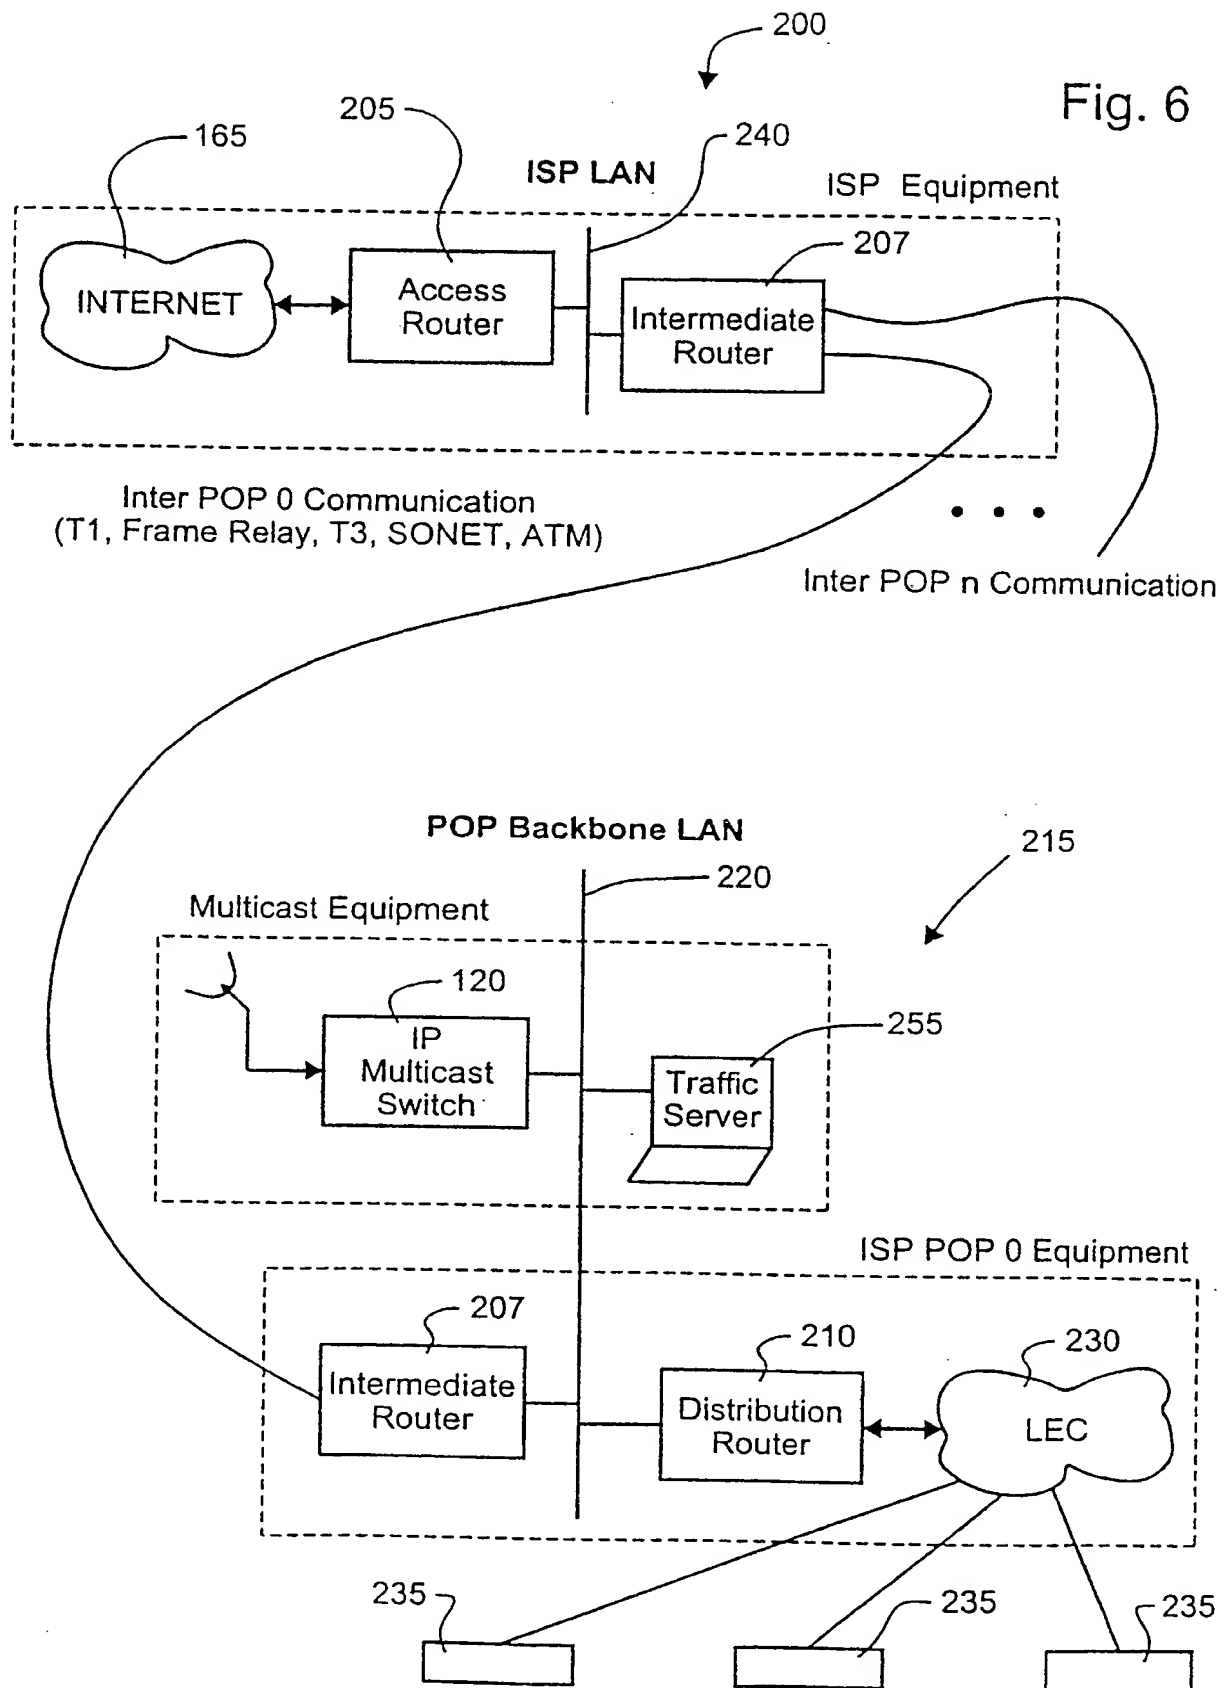 200
Fig. 6
205
165
240
ISP LAN
ISP Equipment
207
INTERNET
Access
Router
Intermediate
Router
Inter POP 0 Communication
(T1, Frame Relay, T3, SONET, ATM)
Inter POP n Communication
POP Backbone LAN
215
220
Multicast Equipment
120
255
IP
Multicast
Switch
Traffic
Server
ISP POP 0 Equipment
207
210
230
Intermediate
Router
Distribution
Router
LEC
235
235
235